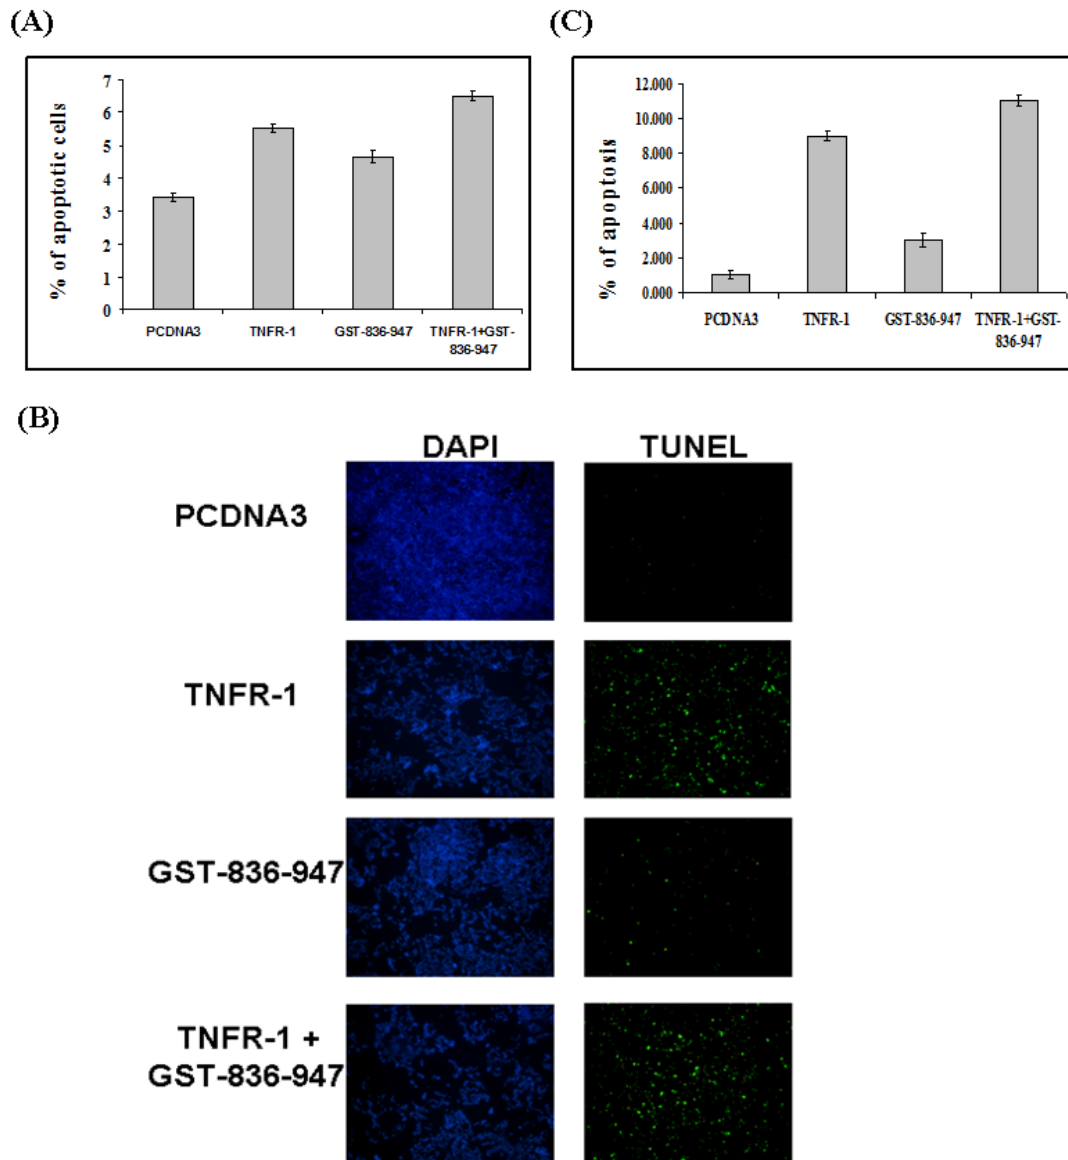 (A)
% of apoptotic cells
7
6
5
4
3
2
1
0
PCDNA3
TNFR-1
GST-836-947
TNFR-1+GST-
836-947
(C)
% of apoptosis
12.000
10.000
8.000
6.000
4.000
2.000
0.000
PCDNA3
TNFR-1
GST-836-947
TNFR-1+GST-
836-947
(B)
DAPI
TUNEL
PCDNA3
TNFR-1
GST-836-947
TNFR-1 +
GST-836-947